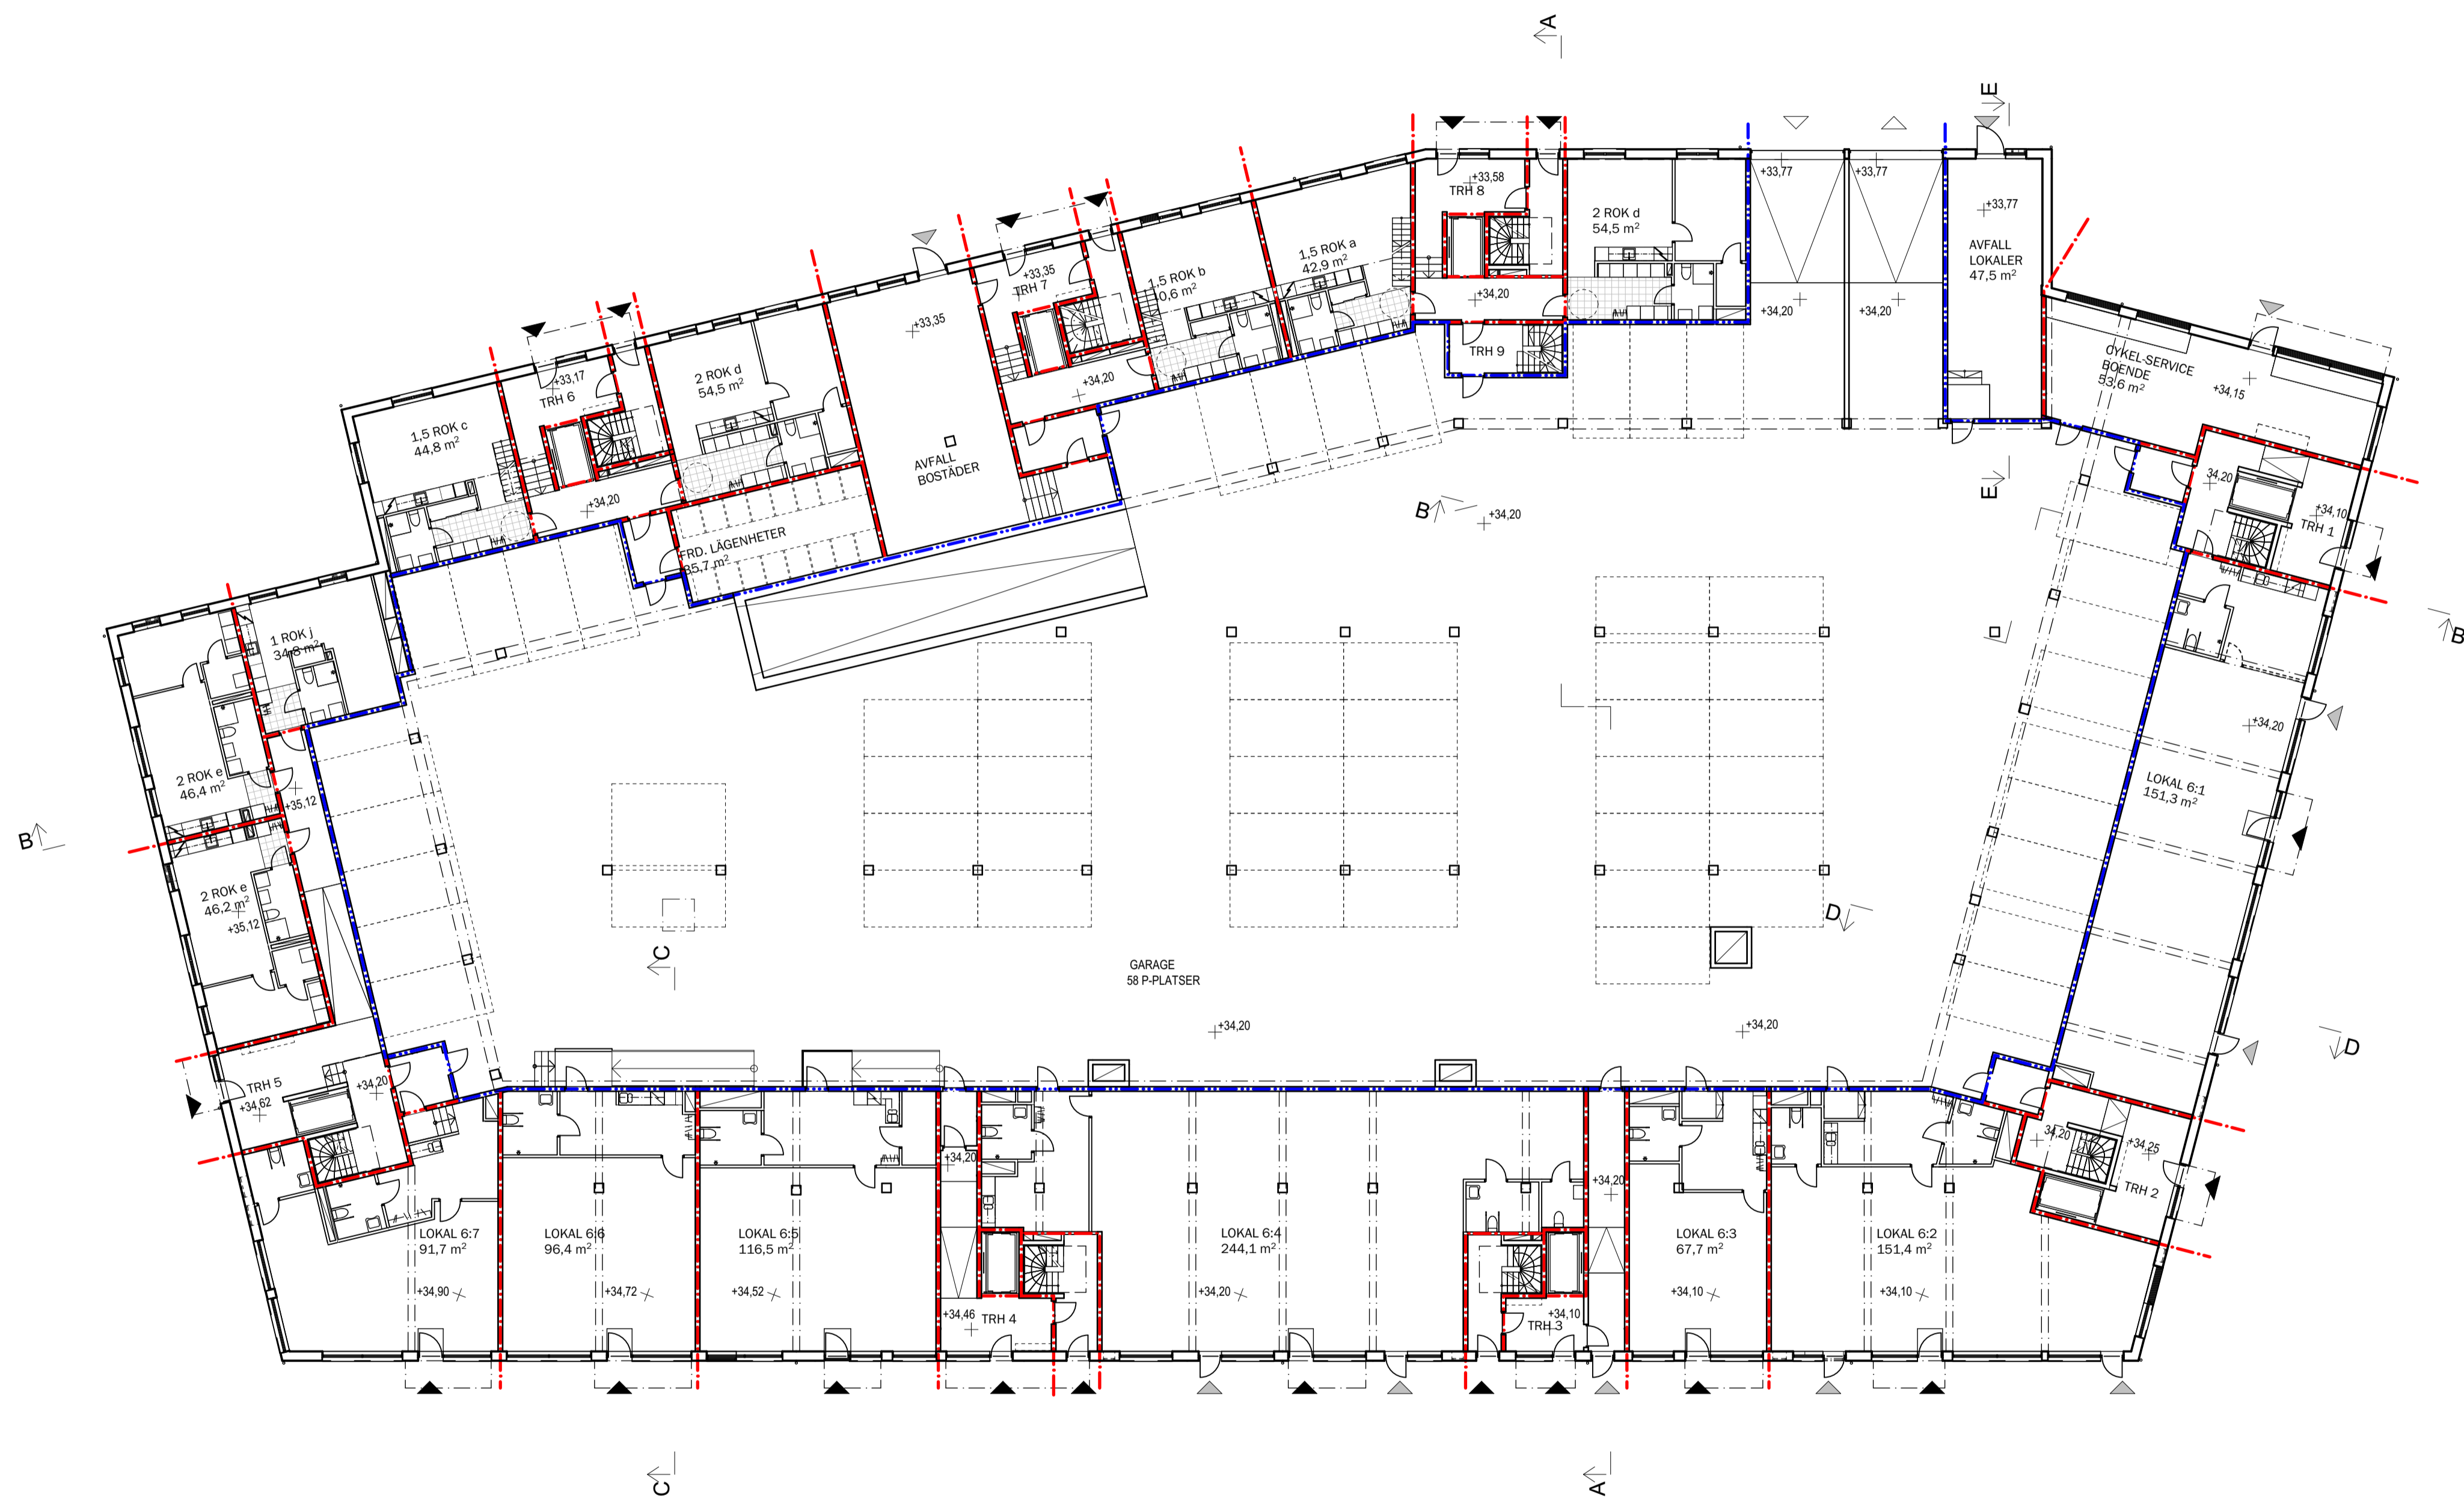 A
E
+33,58
TRH 8
2 ROK d
54,5 m²
+33,77
+33,77
+33,77
AVFALL
LOKALER
47,5 m²
+34,20
+34,20
+34,20
TRH 9
1,5 ROK a
42,9 m²
1,5 ROK b
+33,35
TRH 7
+34,20
+33,35
AVFALL
BOSTÄDER
2 ROK d
54,5 m²
+33,17
TRH 6
+34,20
1,5 ROK c
44,8 m²
FRD. LÄGENHETER
35,7 m²
CYKEL-SERVICE
BOENDE
53,6 m²
+34,15
34,20
+34,10
TRH 1
E
B
+34,20
B
1 ROK j
34,8 m²
2 ROK e
46,4 m²
+35,12
B
2 ROK e
46,2 m²
+35,12
+34,20
LOKAL 6:1
151,3 m²
D
C
GARAGE
58 P-PLATSER
+34,20
+34,20
D
TRH 5
+34,62
+34,20
LOKAL 6:7
91,7 m²
+34,90
LOKAL 6:6
96,4 m²
+34,72
LOKAL 6:5
116,5 m²
+34,52
+34,20
+34,46
TRH 4
LOKAL 6:4
244,1 m²
+34,20
+34,20
+34,10
TRH 3
LOKAL 6:3
67,7 m²
+34,10
LOKAL 6:2
151,4 m²
+34,10
34,20
+34,25
TRH 2
C
A